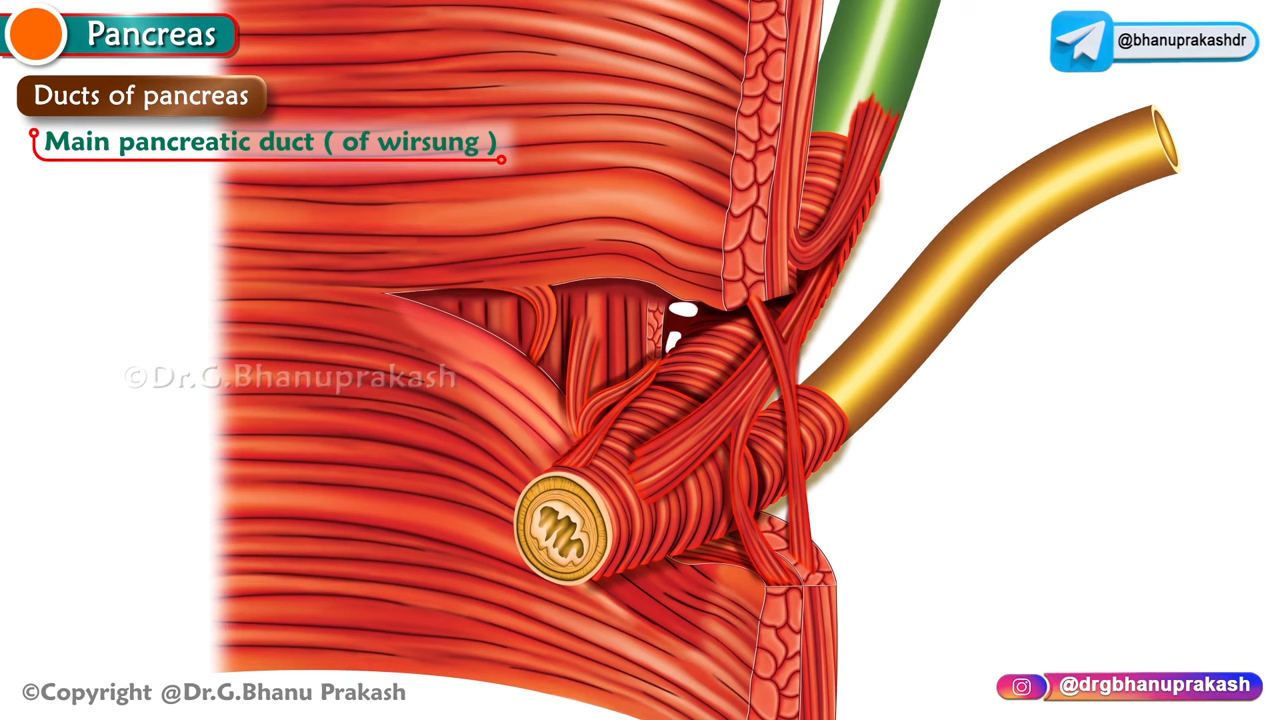 Pancreas
@bhanuprakashdr
Ducts of pancreas
Main pancreatic duct ( of wirsung )
©Dr.G.Bhanuprakash
©Copyright @Dr.G.Bhanu Prakash
@drgbhanuprakash